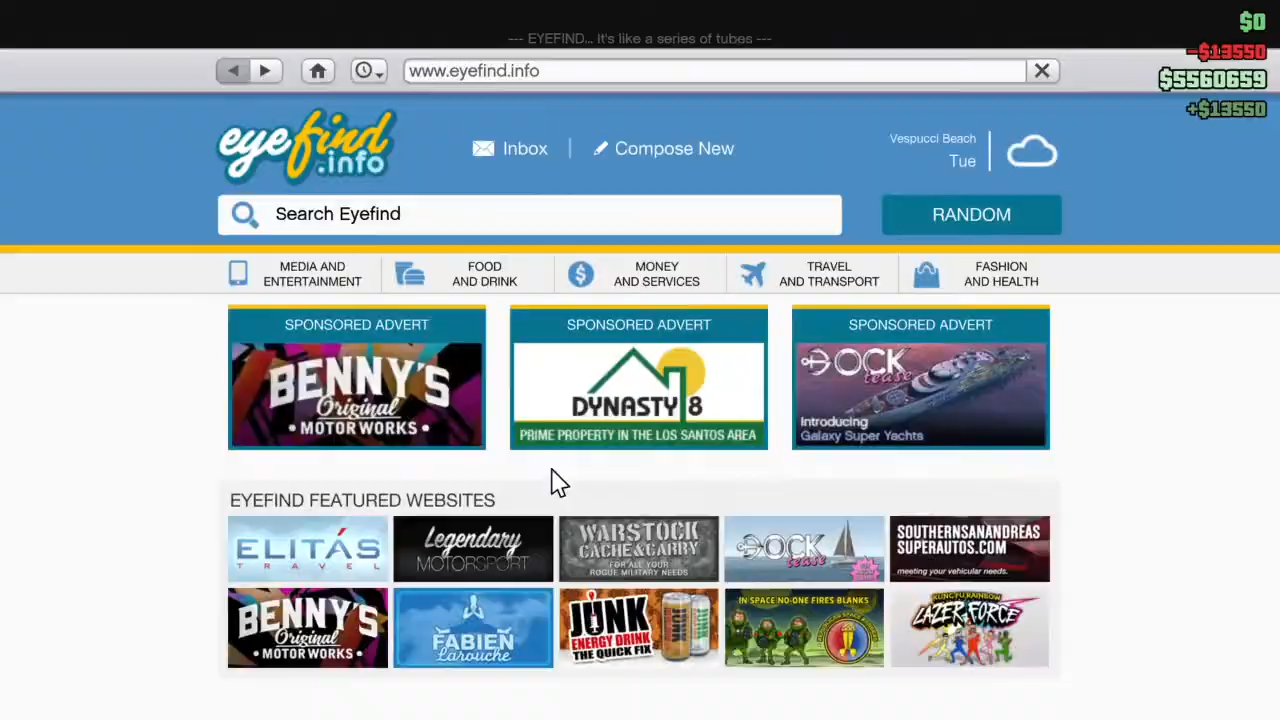 $0
--- EYEFIND... It's like a series of tubes ---
-$13550
www.eyefind.info
$5560659
+$13550
eyefind
.info
Inbox
Compose New
Vespucci Beach
Tue
Search Eyefind
RANDOM
MEDIA AND
ENTERTAINMENT
FOOD
AND DRINK
MONEY
AND SERVICES
TRAVEL
AND TRANSPORT
FASHION
AND HEALTH
SPONSORED ADVERT
BENNY'S
Original
• MOTOR WORKS •
SPONSORED ADVERT
DYNASTY 8
PRIME PROPERTY IN THE LOS SANTOS AREA
SPONSORED ADVERT
DOCK
tease
Introducing
Galaxy Super Yachts
EYEFIND FEATURED WEBSITES
ELITÁS
TRAVEL
Legendary
MOTORSPORT
WARSTOCK
CACHE & CARRY
FOR ALL YOUR
ROGUE MILITARY NEEDS
DOCK
tease
SOUTHERNSANANDREAS
SUPERAUTOS.COM
meeting your vehicular needs.
BENNY'S
Original
• MOTOR WORKS •
FABIEN
Larouche
JUNK
ENERGY DRINK
THE QUICK FIX
IN SPACE NO-ONE FIRES BLANKS
KUNG FU RAINBOW
LAZER FORCE